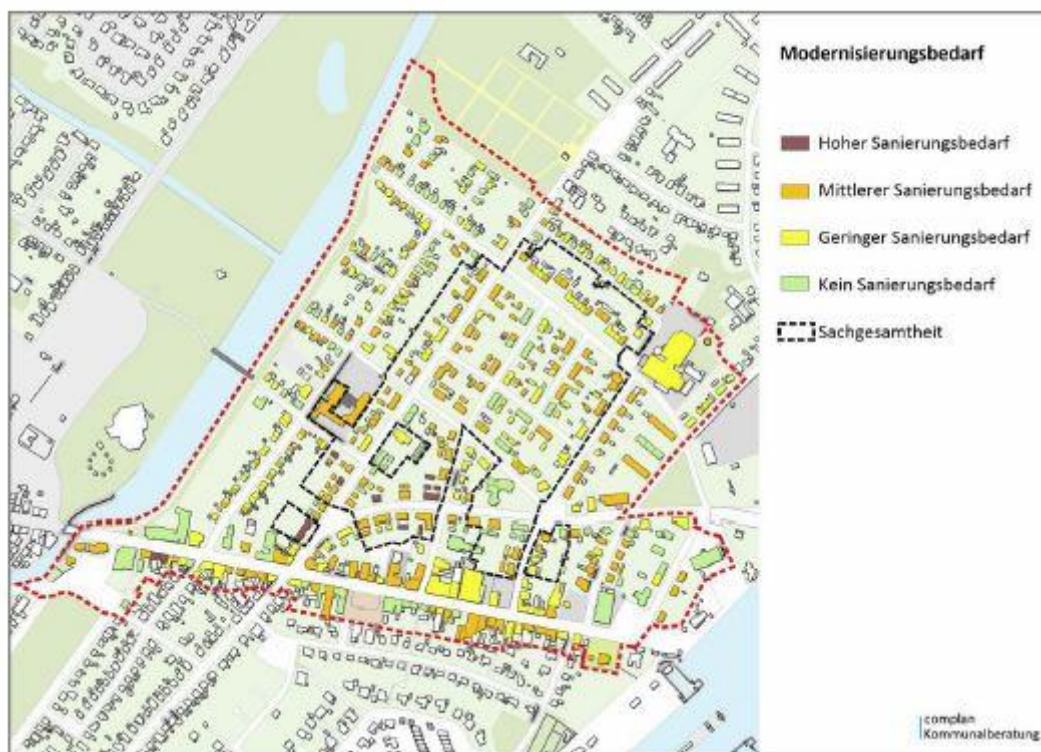 Modernisierungsbedarf
Hoher Sanierungsbedarf
Mittlerer Sanierungsbedarf
Geringer Sanierungsbedarf
Kein Sanierungsbedarf
Sachgesamtheit
complan
Kommunalberatung